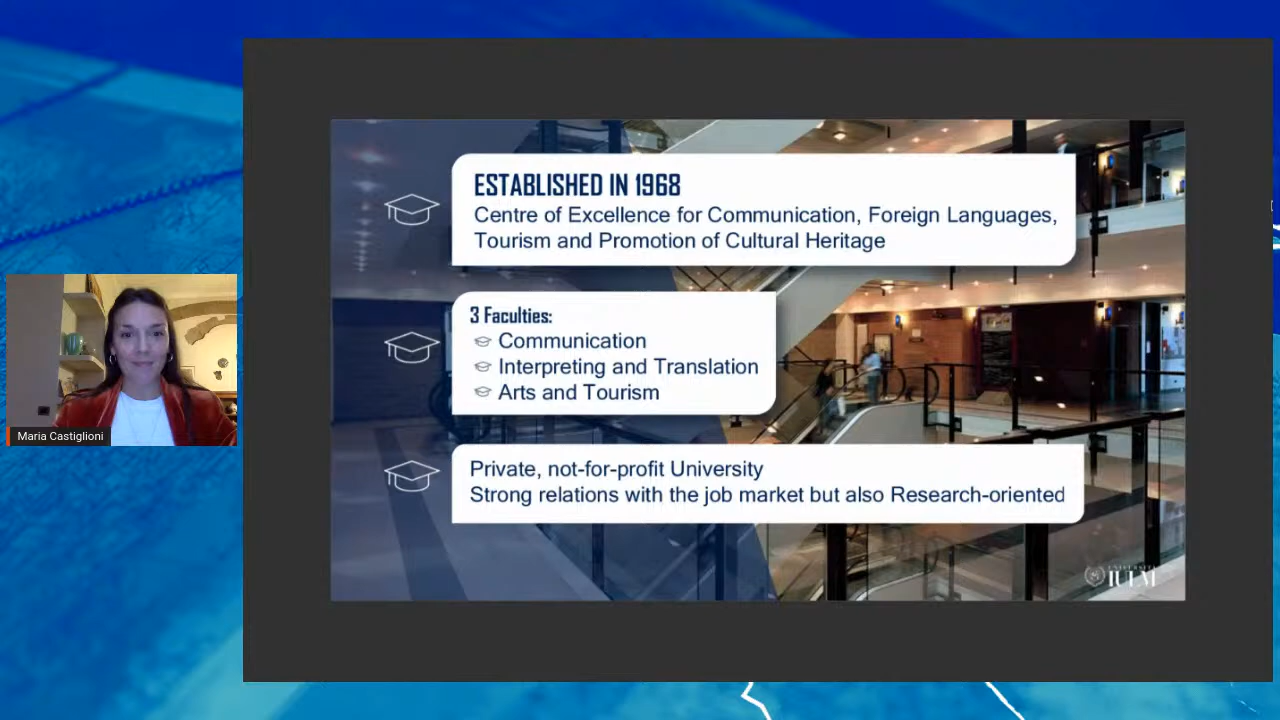 ESTABLISHED IN 1968
Centre of Excellence for Communication, Foreign Languages,
Tourism and Promotion of Cultural Heritage
3 Faculties:
Communication
Interpreting and Translation
Arts and Tourism
Maria Castiglioni
Private, not-for-profit University
Strong relations with the job market but also Research-oriented
IULM